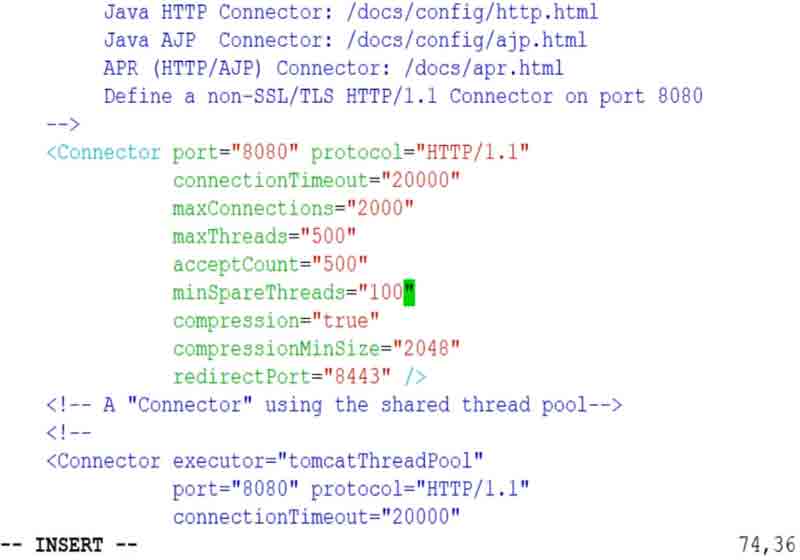 Java HTTP Connector: /docs/config/http.html
Java AJP  Connector: /docs/config/ajp.html
APR (HTTP/AJP) Connector: /docs/apr.html
Define a non-SSL/TLS HTTP/1.1 Connector on port 8080
-->
<Connector port="8080" protocol="HTTP/1.1"
connectionTimeout="20000"
maxConnections="2000"
maxThreads="500"
acceptCount="500"
minSpareThreads="100"
compression="true"
compressionMinSize="2048"
redirectPort="8443" />
<!-- A "Connector" using the shared thread pool-->
<!--
<Connector executor="tomcatThreadPool"
port="8080" protocol="HTTP/1.1"
connectionTimeout="20000"
-- INSERT -- 74,36